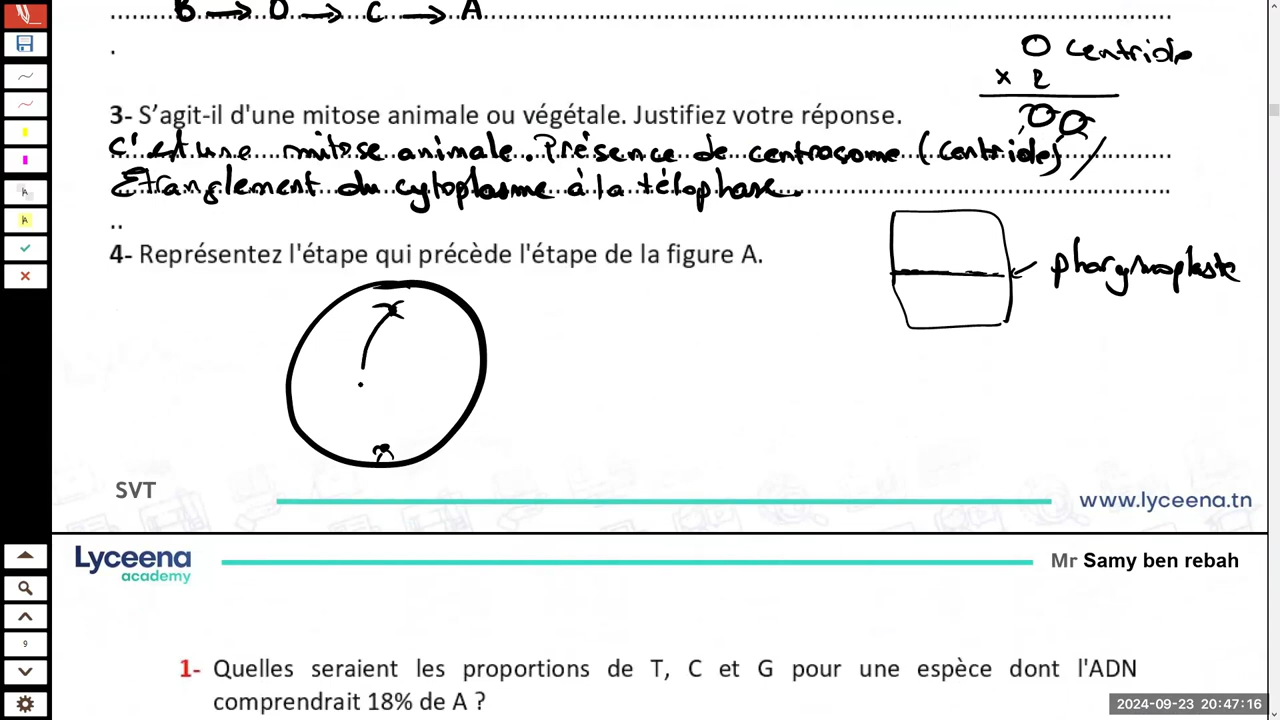 B → D → C → A
.
O centriole
x 2
OO
3- S'agit-il d'une mitose animale ou végétale. Justifiez votre réponse.
c'est une mitose animale. Présence de centrosome (centriole) /
Etranglement du cytoplasme à la télophase.
..
4- Représentez l'étape qui précède l'étape de la figure A.
phragmoplaste
SVT
www.lyceena.tn
Lyceena
academy
Mr Samy ben rebah
1- Quelles seraient les proportions de T, C et G pour une espèce dont l'ADN
comprendrait 18% de A ?
9
2024-09-23 20:47:16